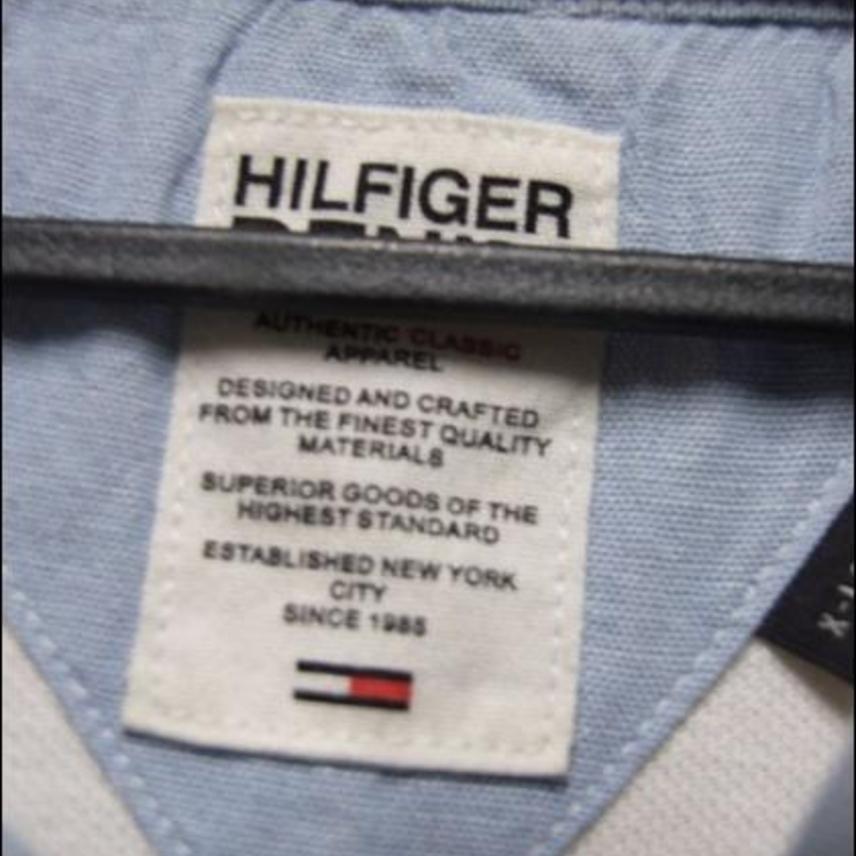 HILFIGER
DENIM
AUTHENTIC CLASSIC
APPAREL
DESIGNED AND CRAFTED
FROM THE FINEST QUALITY
MATERIALS
SUPERIOR GOODS OF THE
HIGHEST STANDARD
ESTABLISHED NEW YORK
CITY
SINCE 1985